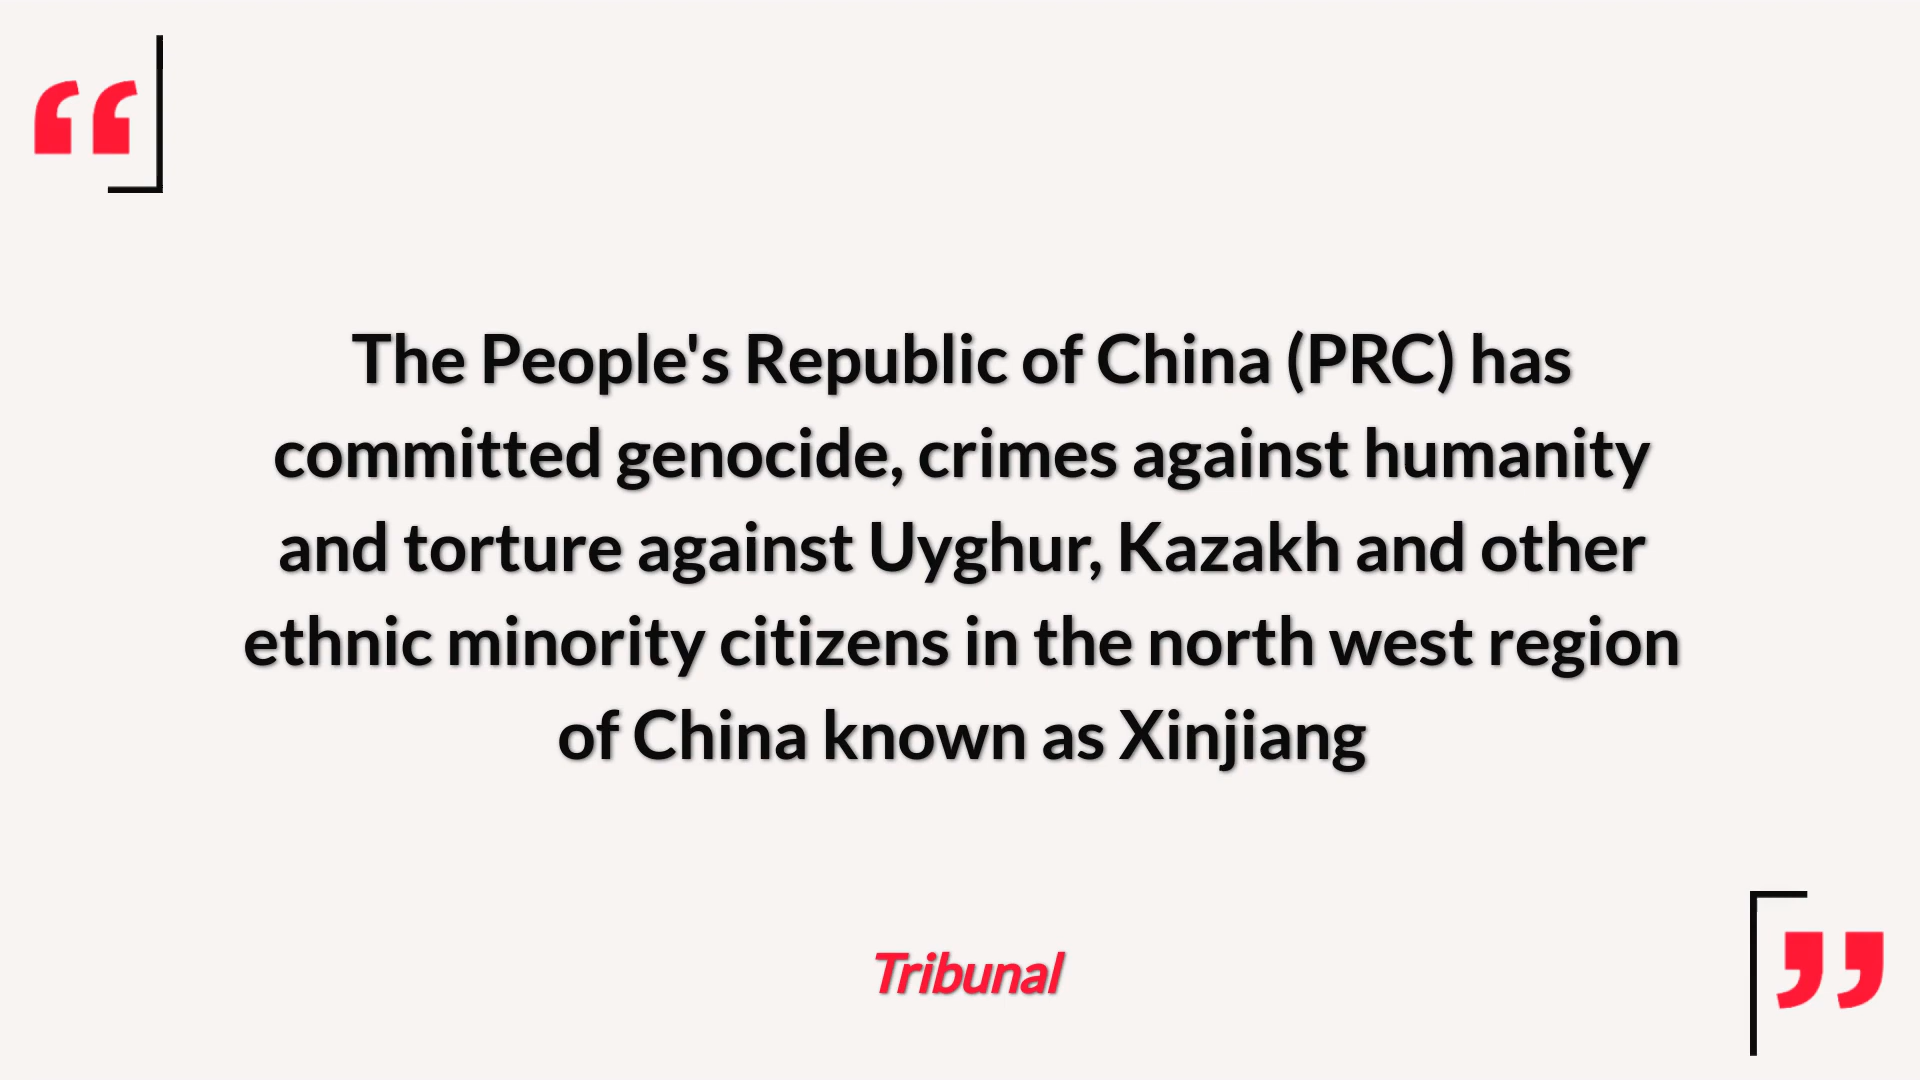 “
The People's Republic of China (PRC) has
committed genocide, crimes against humanity
and torture against Uyghur, Kazakh and other
ethnic minority citizens in the north west region
of China known as Xinjiang
Tribunal
”